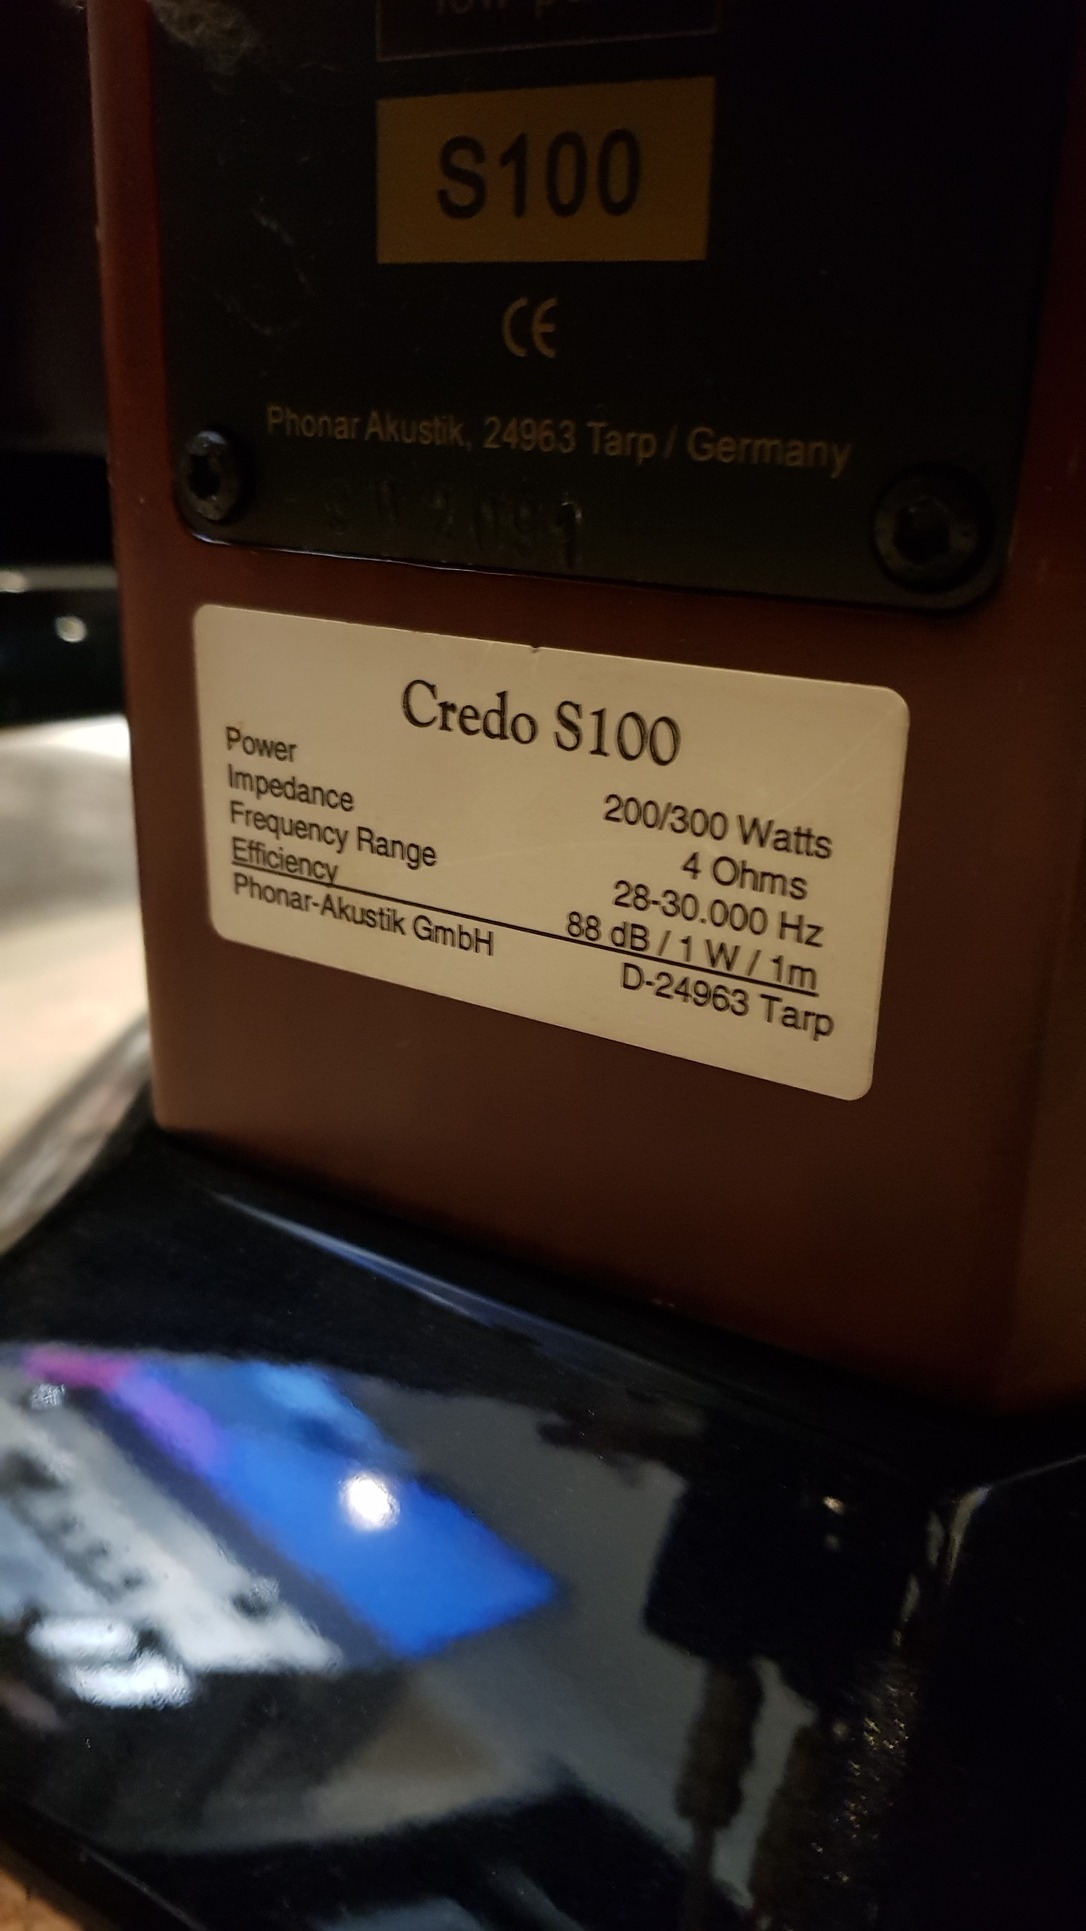 S100
CE
Phonar Akustik, 24963 Tarp / Germany
Credo S100
Power 200/300 Watts
Impedance 4 Ohms
Frequency Range 28-30.000 Hz
Efficiency 88 dB / 1 W / 1m
Phonar-Akustik GmbH D-24963 Tarp